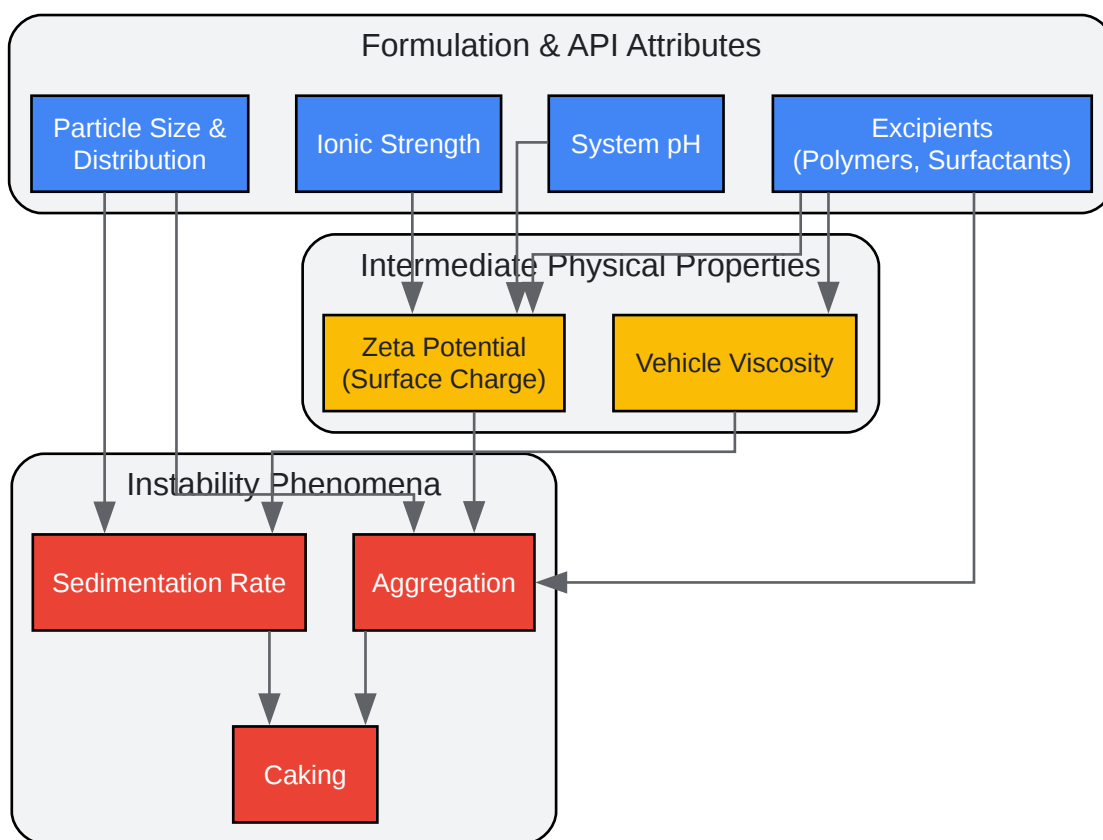 Formulation & API Attributes
Particle Size &
Distribution
Ionic Strength
System pH
Excipients
(Polymers, Surfactants)
Intermediate Physical Properties
Zeta Potential
(Surface Charge)
Vehicle Viscosity
Instability Phenomena
Sedimentation Rate
Aggregation
Caking